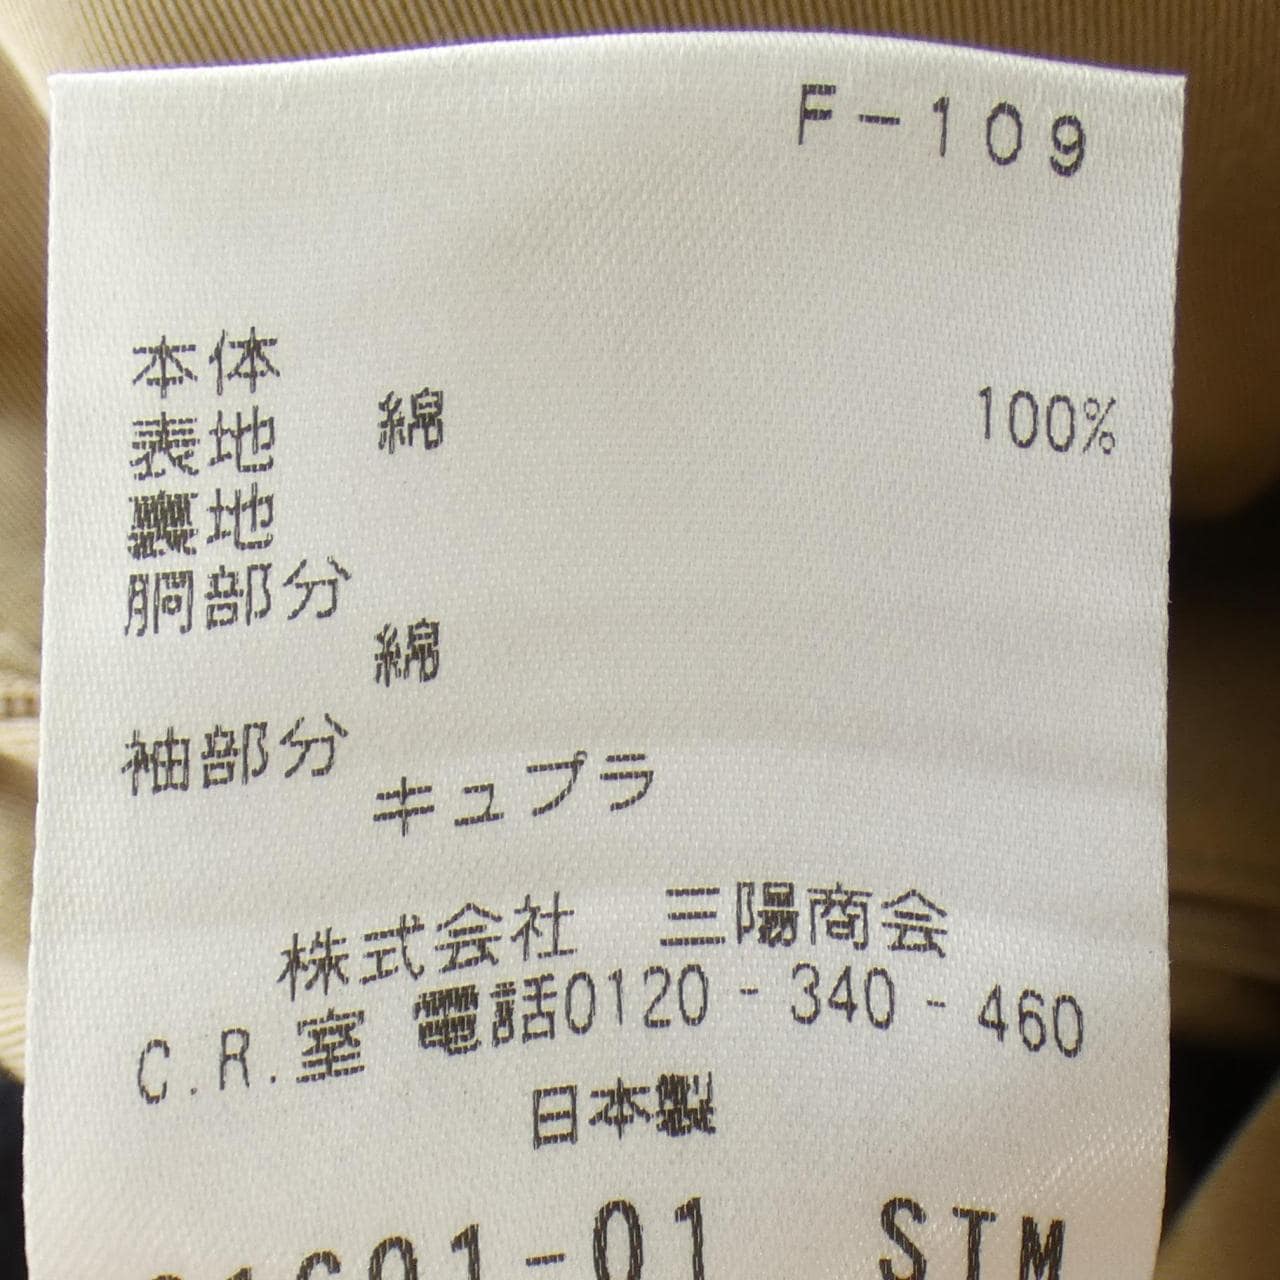 F-109
本体
表地 綿 100%
裏地
胴部分
綿
袖部分
キュプラ
株式会社 三陽商会
C.R.室 電話0120-340-460
日本製
-01 STM